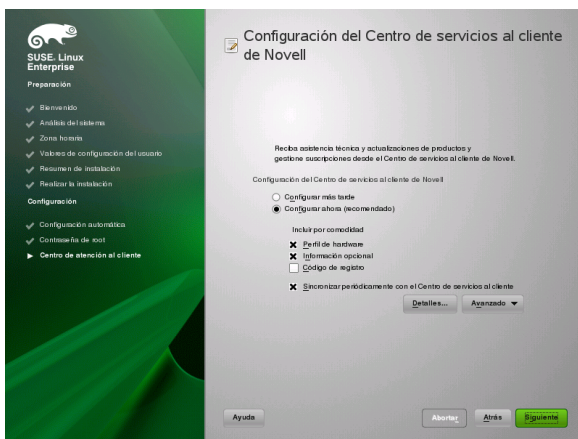 SUSE. Linux
Enterprise
Preparación
Bienvenido
Análisis del sistema
Zona horaria
Valores de configuración del usuario
Resumen de instalación
Realizar la instalación
Configuración
Configuración automática
Contraseña de root
Centro de atención al cliente
Configuración del Centro de servicios al cliente
de Novell
Reciba asistencia técnica y actualizaciones de productos y
gestione suscripciones desde el Centro de servicios al cliente de Novell.
Configuración del Centro de servicios al cliente de Novell
Configurar más tarde
Configurar ahora (recomendado)
Incluir por comodidad
Perfil de hardware
Información opcional
Código de registro
Sincronizar periódicamente con el Centro de servicios al cliente
Detalles... Avanzado
Ayuda Abortar Atrás Siguiente